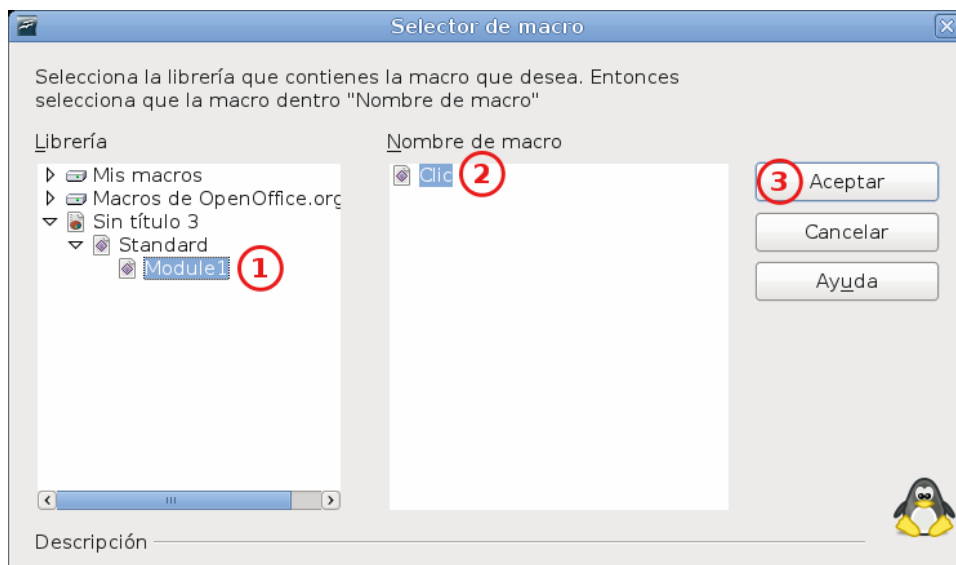 Selector de macro
Selecciona la librería que contienes la macro que desea. Entonces
selecciona que la macro dentro "Nombre de macro"
Librería
Mis macros
Macros de OpenOffice.org
Sin título 3
Standard
Module1
1
Nombre de macro
Clic
2
3
Aceptar
Cancelar
Ayuda
Descripción